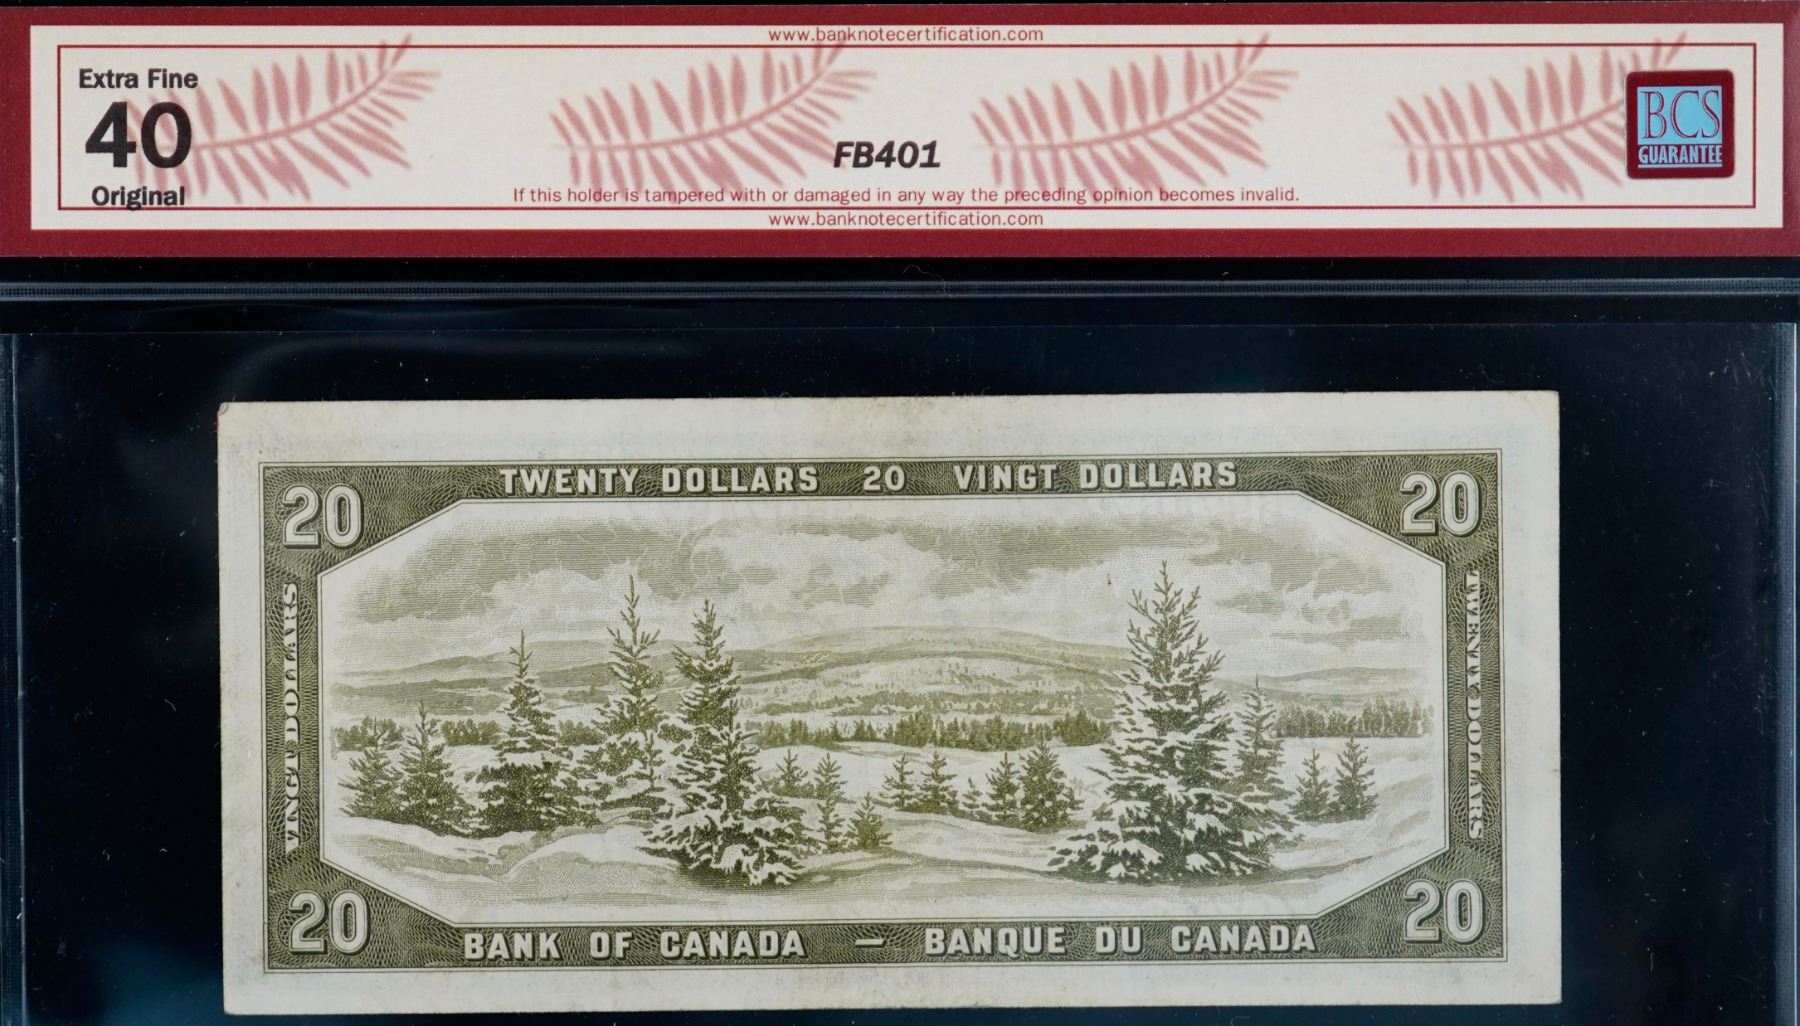 www.banknotecertification.com
Extra Fine
40
Original
FB401
BCS
GUARANTEE
If this holder is tampered with or damaged in any way the preceding opinion becomes invalid.
www.banknotecertification.com
TWENTY DOLLARS 20 VINGT DOLLARS
20
20
VINGT DOLLARS
TWENTY DOLLARS
20
20
BANK OF CANADA — BANQUE DU CANADA